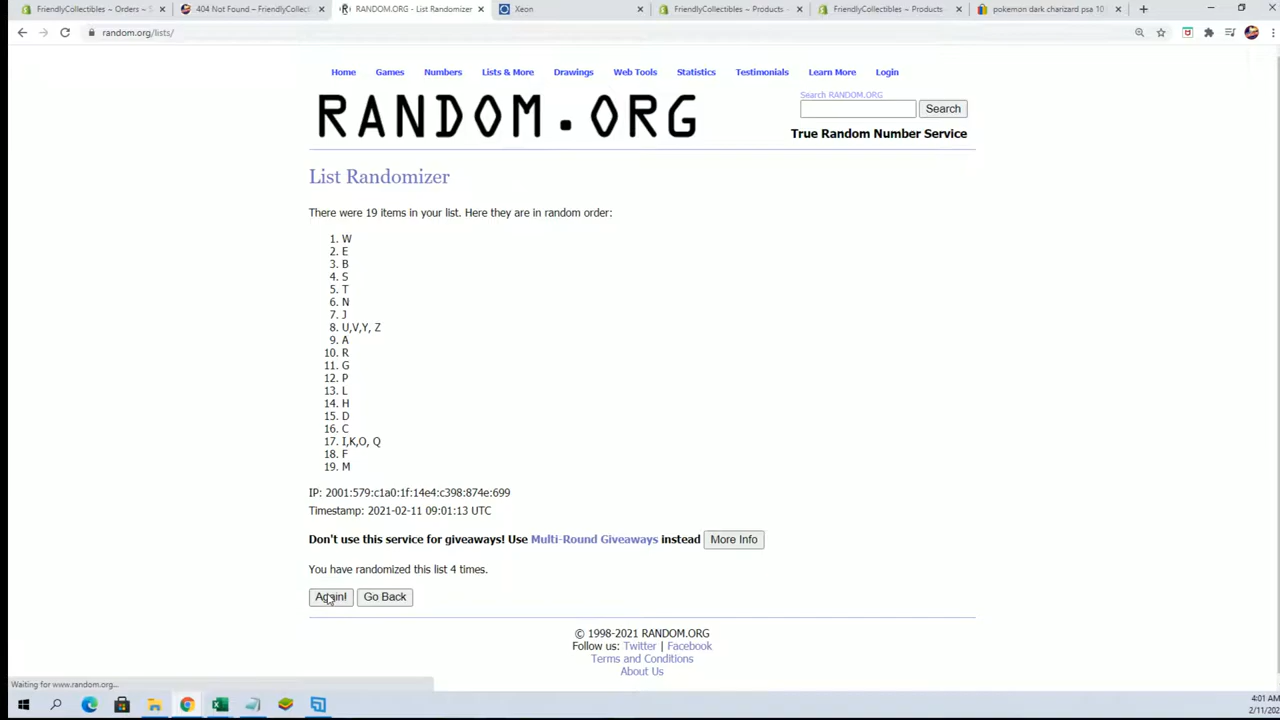 FriendlyCollectibles ~ Orders ~ S
404 Not Found ~ FriendlyCollect
RANDOM.ORG - List Randomizer
Xeon
FriendlyCollectibles ~ Products ~
FriendlyCollectibles ~ Products ~
pokemon dark charizard psa 10
random.org/lists/
Home Games Numbers Lists & More Drawings Web Tools Statistics Testimonials Learn More Login
RANDOM.ORG
Search RANDOM.ORG
Search
True Random Number Service
List Randomizer
There were 19 items in your list. Here they are in random order:
1. W
2. E
3. B
4. S
5. T
6. N
7. J
8. U,V,Y, Z
9. A
10. R
11. G
12. P
13. L
14. H
15. D
16. C
17. I,K,O, Q
18. F
19. M
IP: 2001:579:c1a0:1f:14e4:c398:874e:699
Timestamp: 2021-02-11 09:01:13 UTC
Don't use this service for giveaways! Use Multi-Round Giveaways instead More Info
You have randomized this list 4 times.
Again! Go Back
© 1998-2021 RANDOM.ORG
Follow us: Twitter | Facebook
Terms and Conditions
About Us
Waiting for www.random.org...
4:01 AM
2/11/202